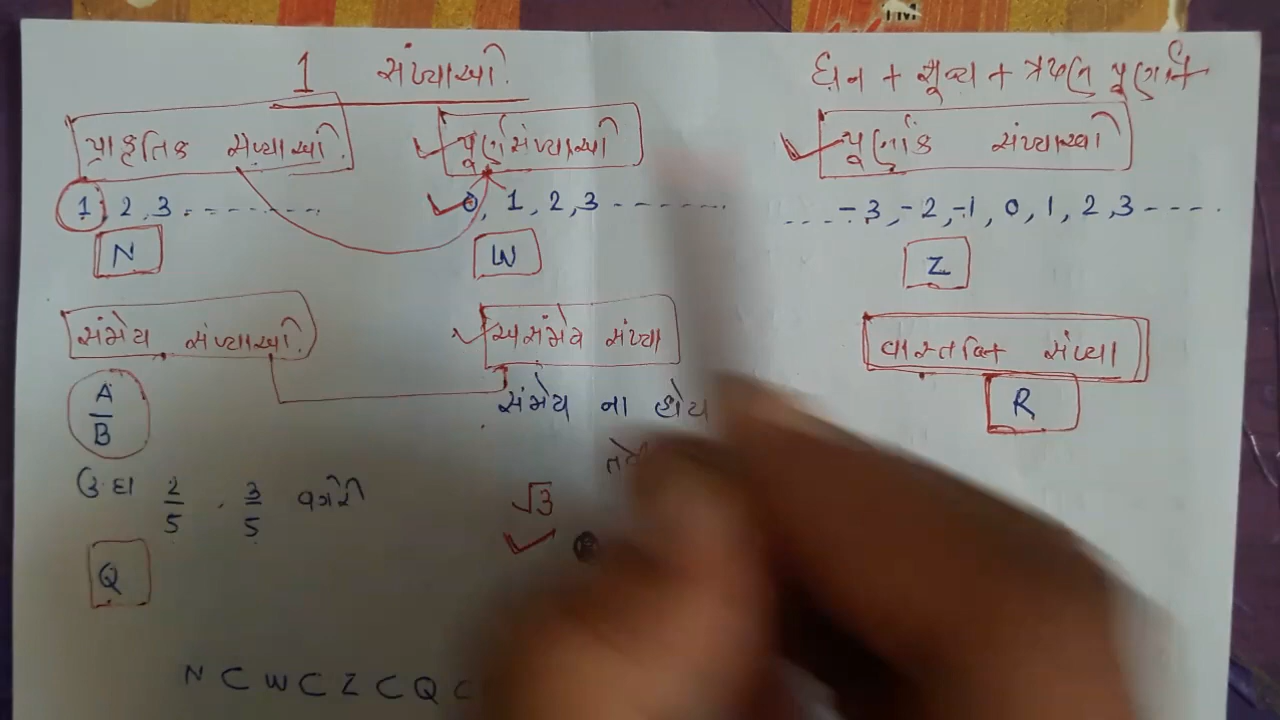 1 સંખ્યાઓ.
ધન + શૂન્ય + ઋણ પૂર્ણાંક
પ્રાકૃતિક સંખ્યાઓ.
પૂર્ણસંખ્યાઓ
પૂર્ણાંક સંખ્યાઓ
1, 2, 3 - - - - - - - -
0, 1, 2, 3 - - - - - - -
- - - - -3, -2, -1, 0, 1, 2, 3 - - - -
N
W
Z
સંમેય સંખ્યાઓ.
અસંમેય સંખ્યા
વાસ્તવિક સંખ્યા
A
B
સંમેય ના હોય
R
ઉ.દા 2/5 , 3/5 વગેરે
√3
Q
N C W C Z C Q C